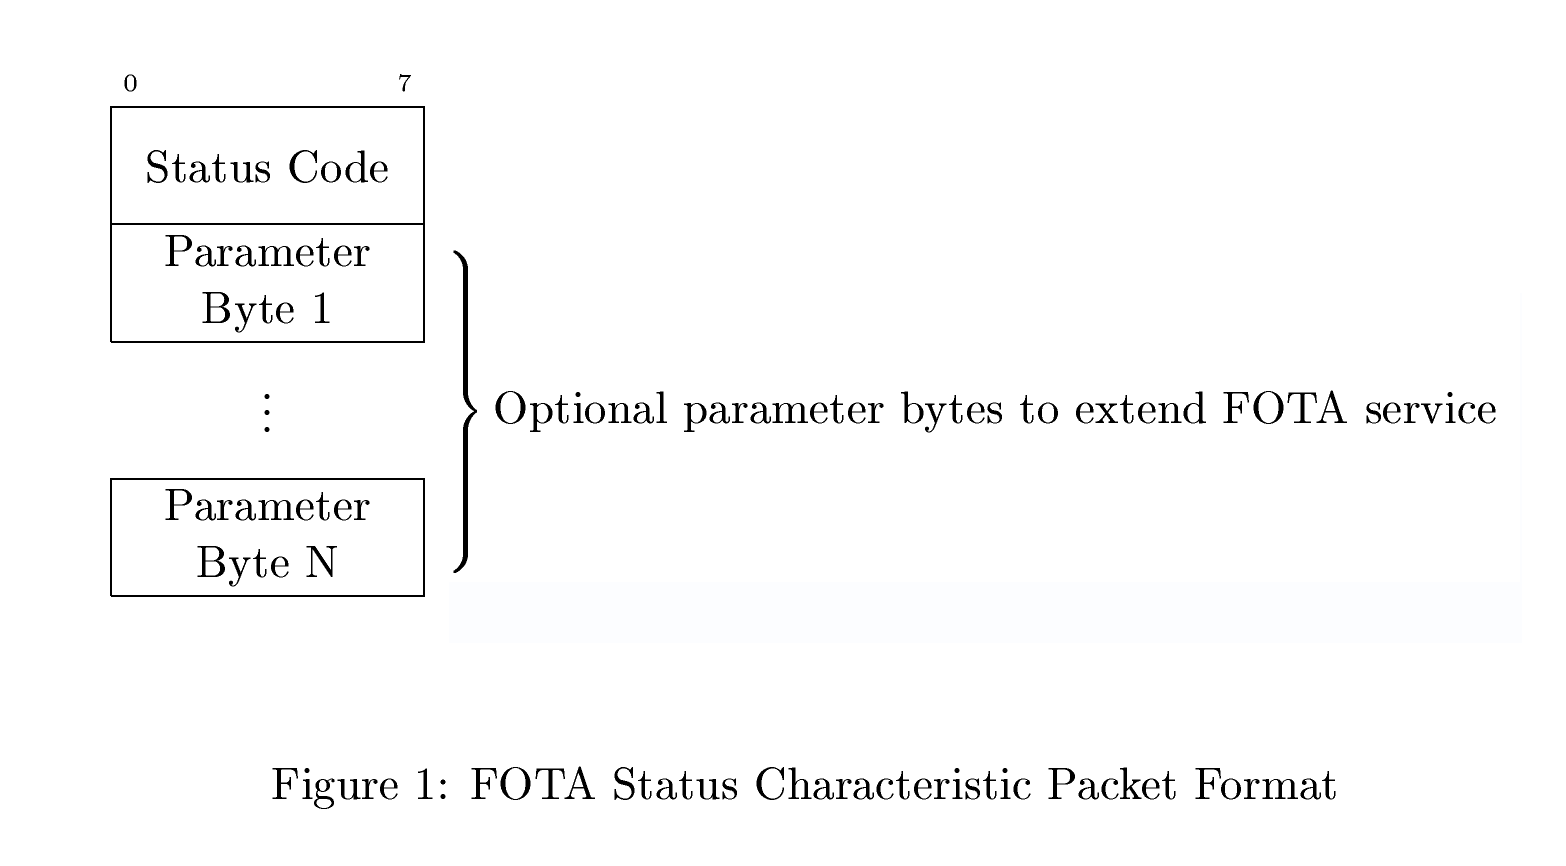 0 7
Status Code
Parameter
Byte 1
⋮
Optional parameter bytes to extend FOTA service
Parameter
Byte N
Figure 1: FOTA Status Characteristic Packet Format